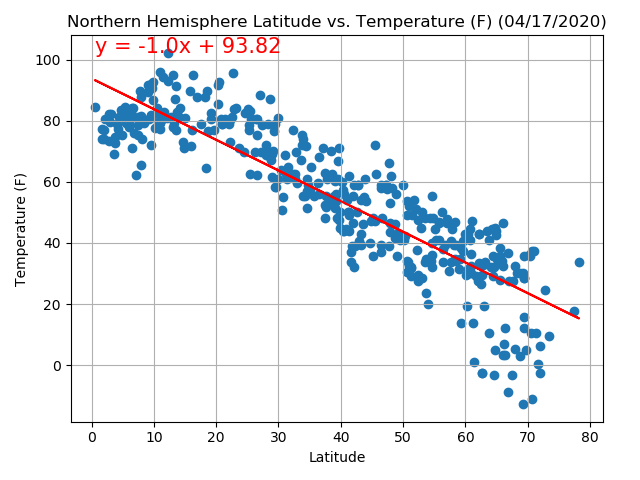 Northern Hemisphere Latitude vs. Temperature (F) (04/17/2020)
y = -1.0x + 93.82
100
80
60
40
20
0
Temperature (F)
0 10 20 30 40 50 60 70 80
Latitude